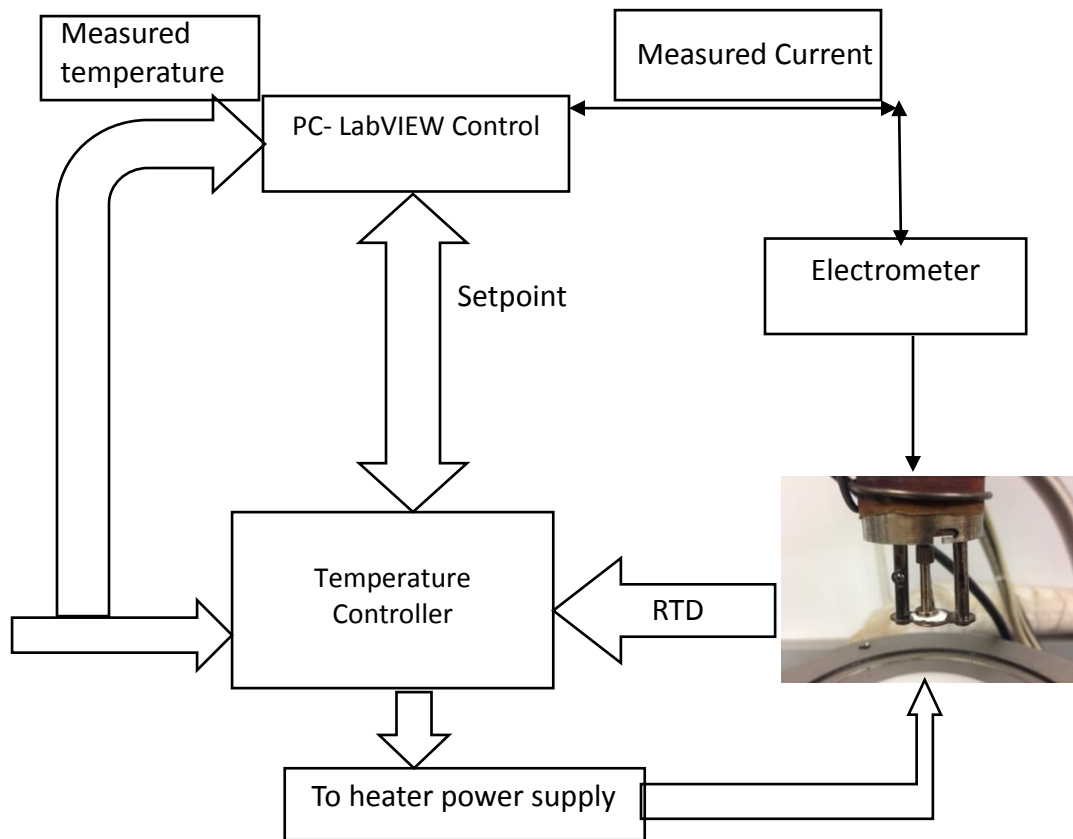 Measured
temperature
Measured Current
PC- LabVIEW Control
Electrometer
Setpoint
Temperature
Controller
RTD
To heater power supply